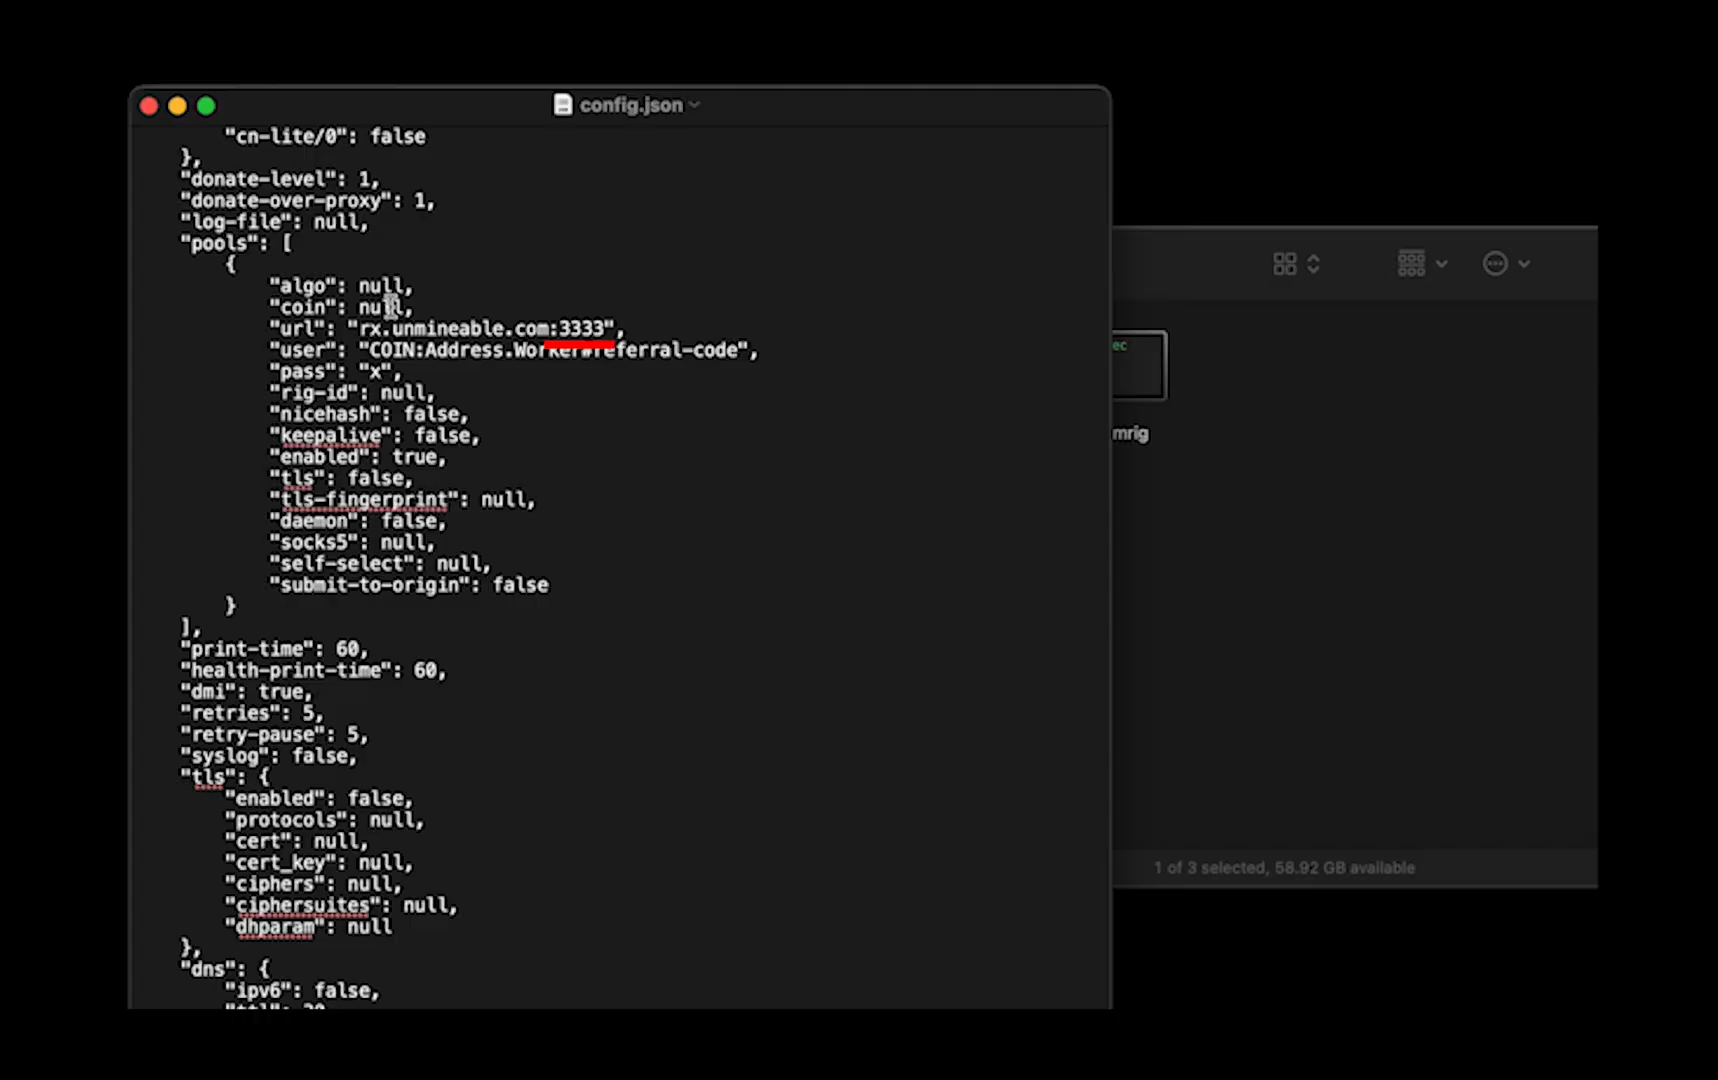 config.json
"cn-lite/0": false
},
"donate-level": 1,
"donate-over-proxy": 1,
"log-file": null,
"pools": [
{
"algo": null,
"coin": null,
"url": "rx.unmineable.com:3333",
"user": "COIN:Address.Worker#referral-code",
"pass": "x",
"rig-id": null,
"nicehash": false,
"keepalive": false,
"enabled": true,
"tls": false,
"tls-fingerprint": null,
"daemon": false,
"socks5": null,
"self-select": null,
"submit-to-origin": false
}
],
"print-time": 60,
"health-print-time": 60,
"dmi": true,
"retries": 5,
"retry-pause": 5,
"syslog": false,
"tls": {
"enabled": false,
"protocols": null,
"cert": null,
"cert_key": null,
"ciphers": null,
"ciphersuites": null,
"dhparam": null
},
"dns": {
"ipv6": false,
ec
mrig
1 of 3 selected, 58.92 GB available